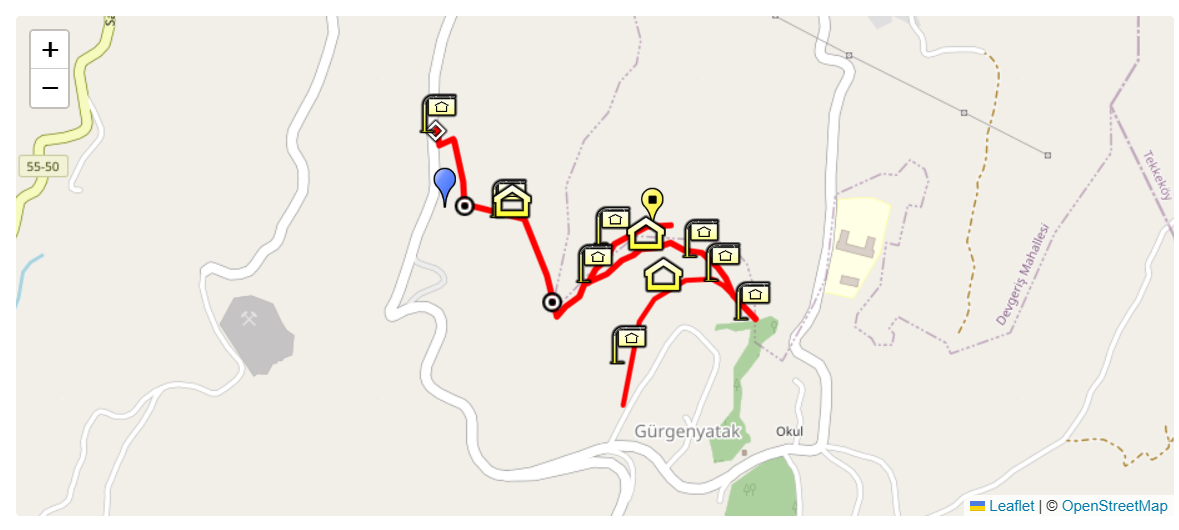 +
−
55-50
Tekkeköy
Devgeriş Mahallesi
Gürgenyatak
Okul
Leaflet | © OpenStreetMap